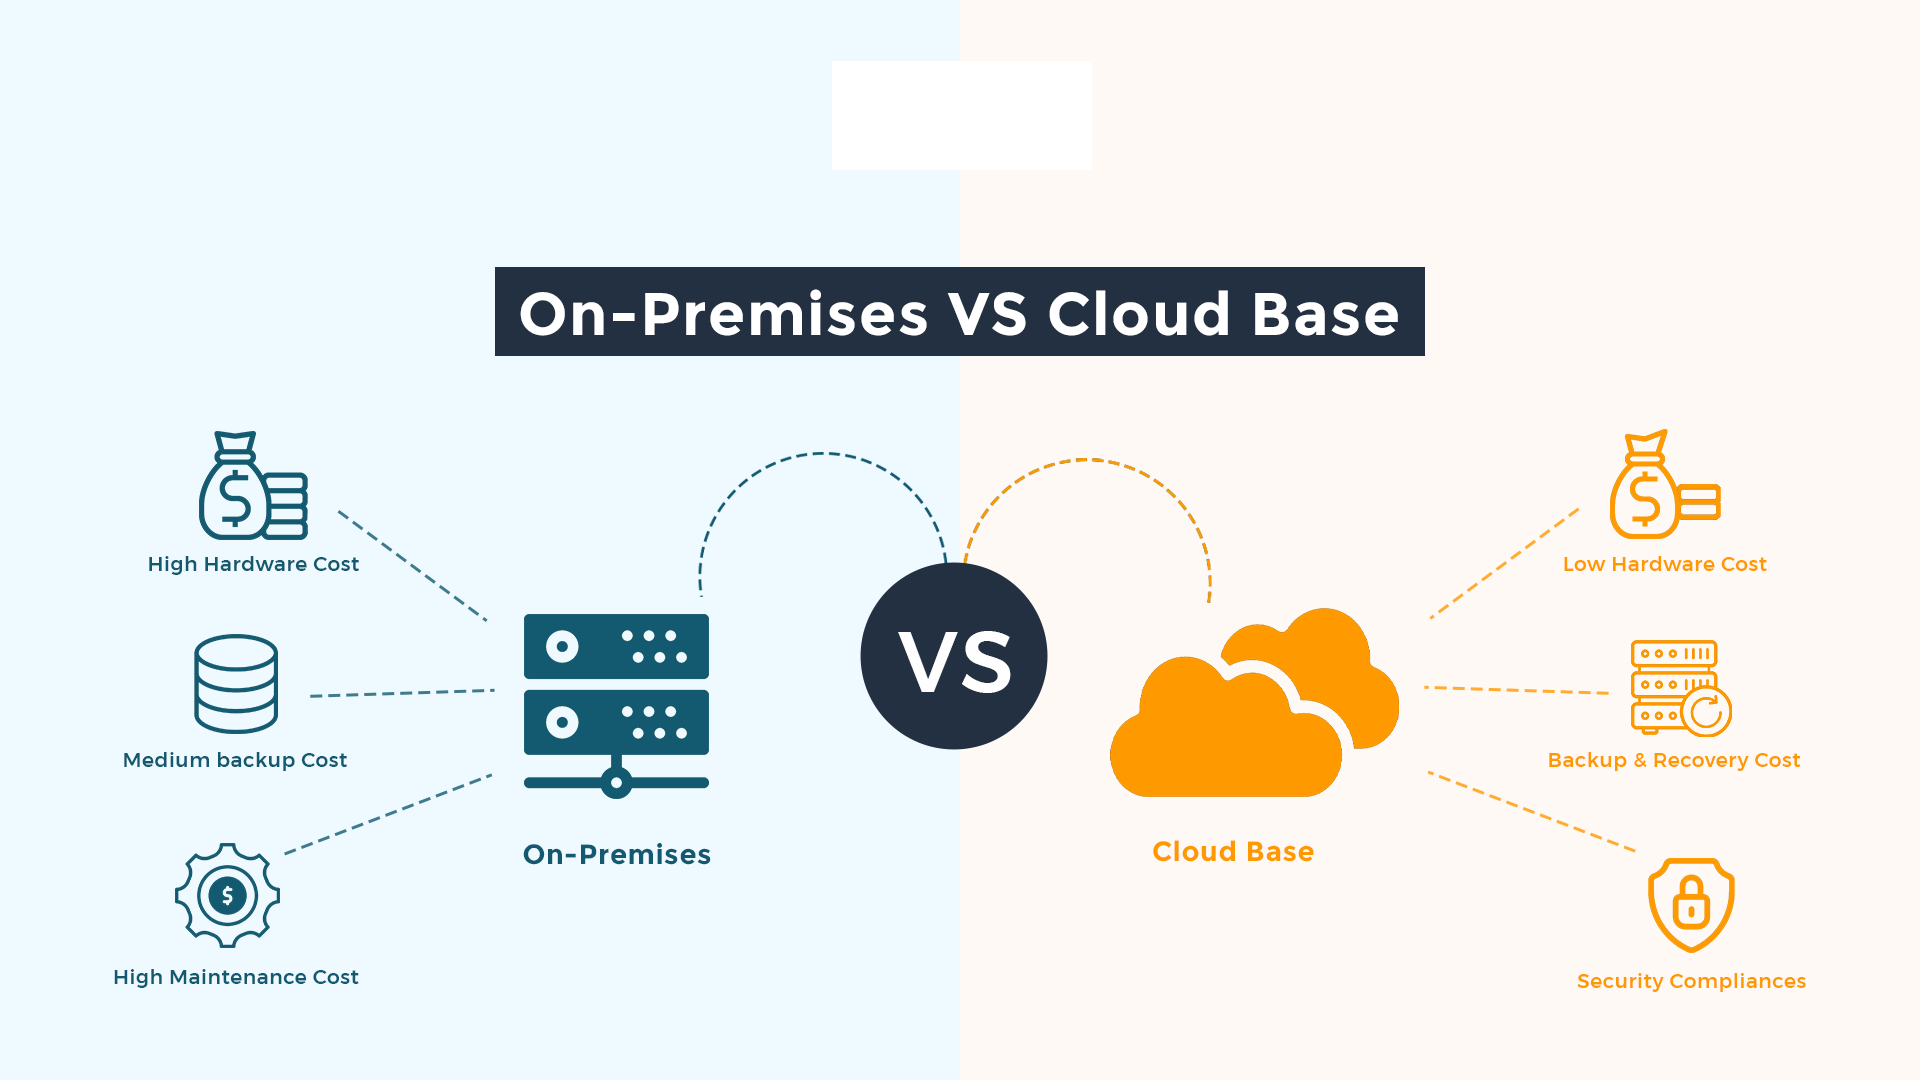 On-Premises VS Cloud Base
High Hardware Cost
Medium backup Cost
High Maintenance Cost
On-Premises
VS
Cloud Base
Low Hardware Cost
Backup & Recovery Cost
Security Compliances